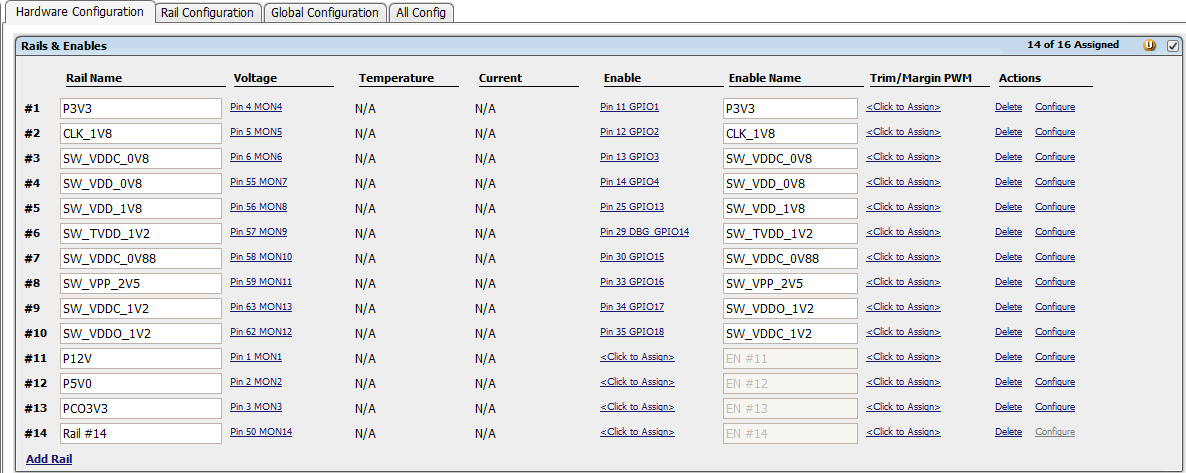 Hardware Configuration Rail Configuration Global Configuration All Config
Rails & Enables 14 of 16 Assigned U
Rail Name Voltage Temperature Current Enable Enable Name Trim/Margin PWM Actions
#1 P3V3 Pin 4 MON4 N/A N/A Pin 11 GPIO1 P3V3 <Click to Assign> Delete Configure
#2 CLK_1V8 Pin 5 MON5 N/A N/A Pin 12 GPIO2 CLK_1V8 <Click to Assign> Delete Configure
#3 SW_VDDC_0V8 Pin 6 MON6 N/A N/A Pin 13 GPIO3 SW_VDDC_0V8 <Click to Assign> Delete Configure
#4 SW_VDD_0V8 Pin 55 MON7 N/A N/A Pin 14 GPIO4 SW_VDD_0V8 <Click to Assign> Delete Configure
#5 SW_VDD_1V8 Pin 56 MON8 N/A N/A Pin 25 GPIO13 SW_VDD_1V8 <Click to Assign> Delete Configure
#6 SW_TVDD_1V2 Pin 57 MON9 N/A N/A Pin 29 DBG_GPIO14 SW_TVDD_1V2 <Click to Assign> Delete Configure
#7 SW_VDDC_0V88 Pin 58 MON10 N/A N/A Pin 30 GPIO15 SW_VDDC_0V88 <Click to Assign> Delete Configure
#8 SW_VPP_2V5 Pin 59 MON11 N/A N/A Pin 33 GPIO16 SW_VPP_2V5 <Click to Assign> Delete Configure
#9 SW_VDDC_1V2 Pin 63 MON13 N/A N/A Pin 34 GPIO17 SW_VDDO_1V2 <Click to Assign> Delete Configure
#10 SW_VDDO_1V2 Pin 62 MON12 N/A N/A Pin 35 GPIO18 SW_VDDC_1V2 <Click to Assign> Delete Configure
#11 P12V Pin 1 MON1 N/A N/A <Click to Assign> EN #11 <Click to Assign> Delete Configure
#12 P5V0 Pin 2 MON2 N/A N/A <Click to Assign> EN #12 <Click to Assign> Delete Configure
#13 PCO3V3 Pin 3 MON3 N/A N/A <Click to Assign> EN #13 <Click to Assign> Delete Configure
#14 Rail #14 Pin 50 MON14 N/A N/A <Click to Assign> EN #14 <Click to Assign> Delete Configure
Add Rail